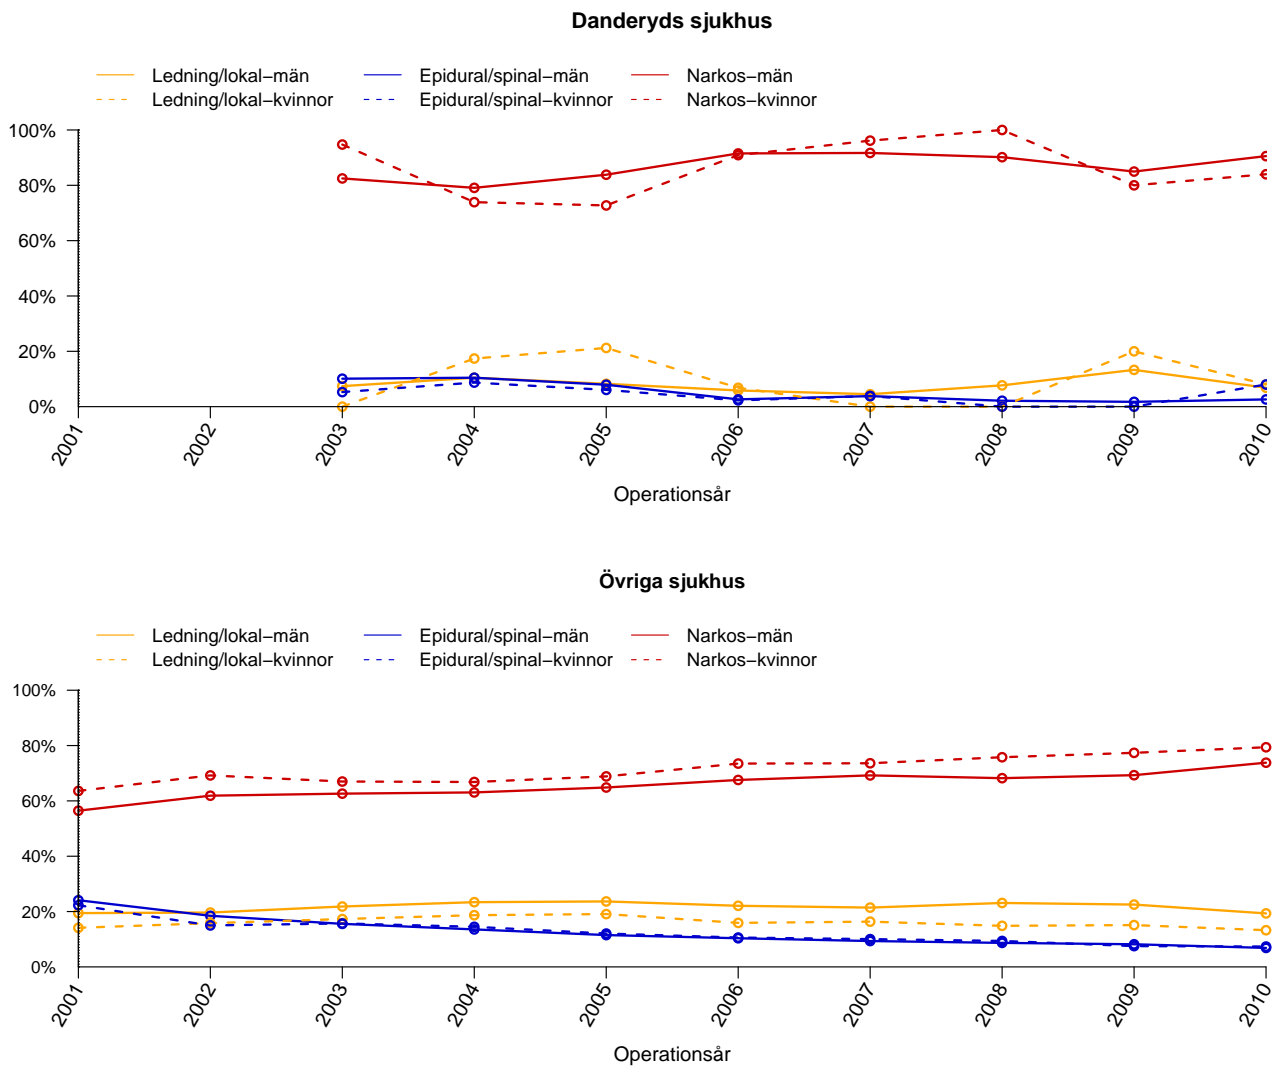 Danderyds sjukhus
Ledning/lokal−män Epidural/spinal−män Narkos−män
Ledning/lokal−kvinnor Epidural/spinal−kvinnor Narkos−kvinnor
100%
80%
60%
40%
20%
0%
2001 2002 2003 2004 2005 2006 2007 2008 2009 2010
Operationsår
Övriga sjukhus
Ledning/lokal−män Epidural/spinal−män Narkos−män
Ledning/lokal−kvinnor Epidural/spinal−kvinnor Narkos−kvinnor
100%
80%
60%
40%
20%
0%
2001 2002 2003 2004 2005 2006 2007 2008 2009 2010
Operationsår